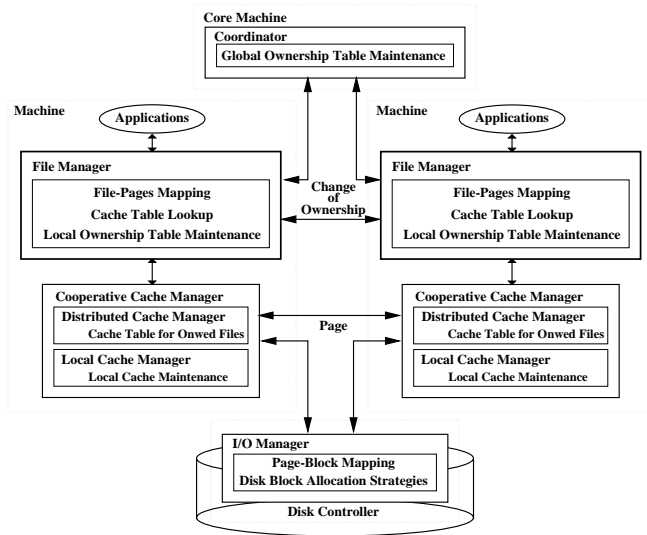 Core Machine
Coordinator
Global Ownership Table Maintenance
Machine
Applications
File Manager
File-Pages Mapping
Cache Table Lookup
Local Ownership Table Maintenance
Change
of
Ownership
Machine
Applications
File Manager
File-Pages Mapping
Cache Table Lookup
Local Ownership Table Maintenance
Cooperative Cache Manager
Distributed Cache Manager
Cache Table for Onwed Files
Local Cache Manager
Local Cache Maintenance
Page
Cooperative Cache Manager
Distributed Cache Manager
Cache Table for Onwed Files
Local Cache Manager
Local Cache Maintenance
I/O Manager
Page-Block Mapping
Disk Block Allocation Strategies
Disk Controller